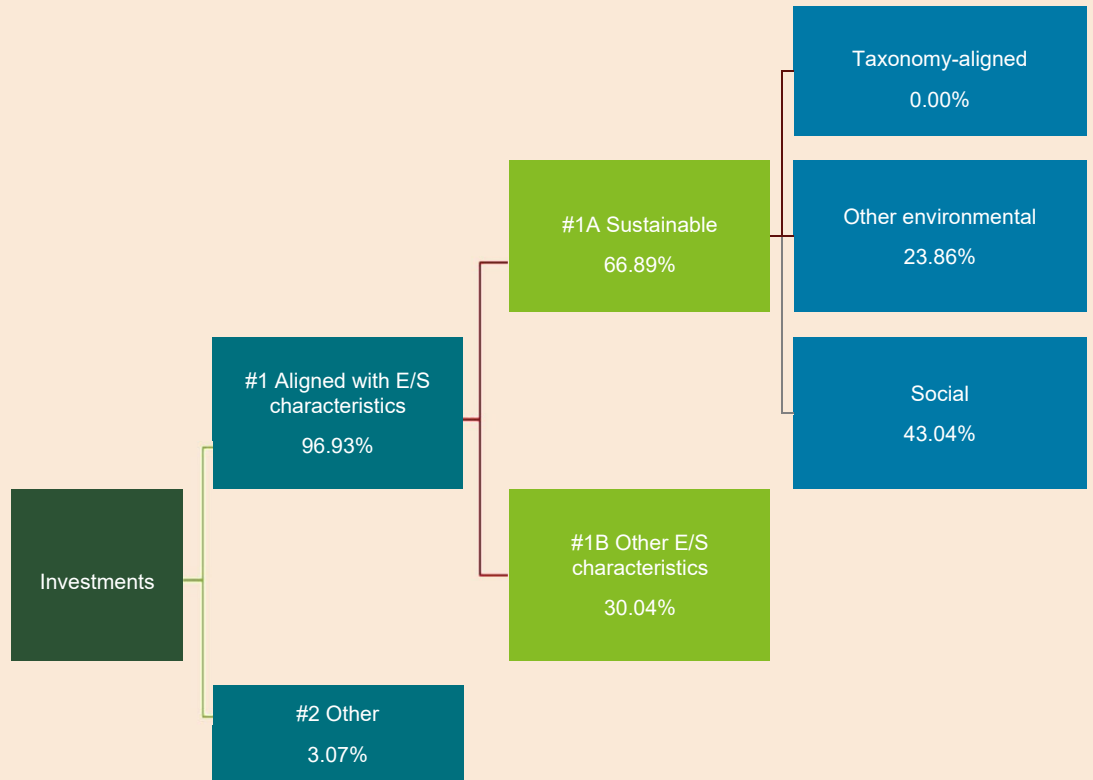 Taxonomy-aligned
0.00%
#1A Sustainable
66.89%
Other environmental
23.86%
#1 Aligned with E/S
characteristics
96.93%
Social
43.04%
Investments
#1B Other E/S
characteristics
30.04%
#2 Other
3.07%